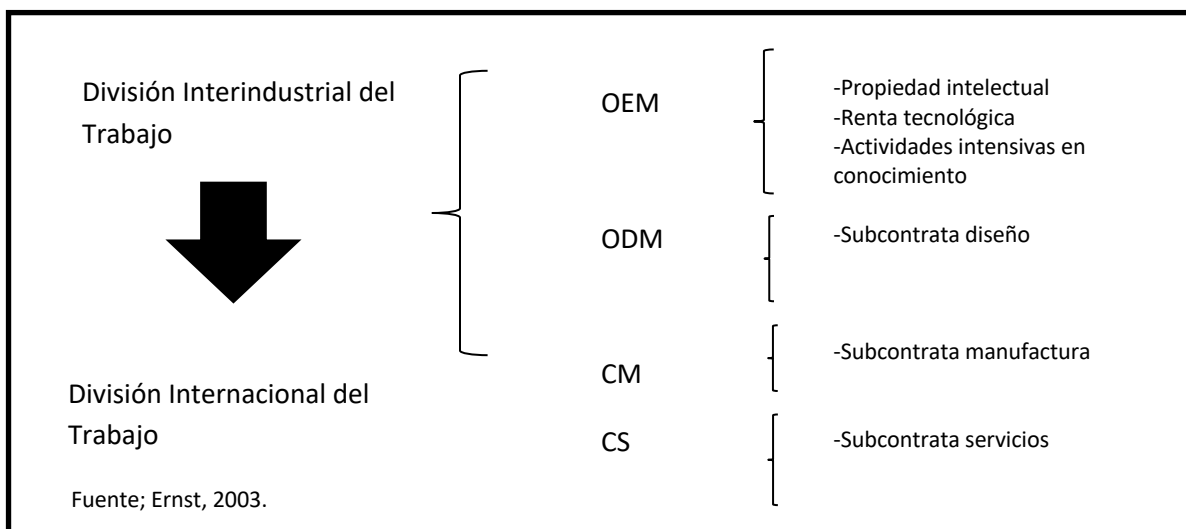 División Interindustrial del
Trabajo
OEM
-Propiedad intelectual
-Renta tecnológica
-Actividades intensivas en
conocimiento
ODM
-Subcontrata diseño
CM
-Subcontrata manufactura
División Internacional del
Trabajo
CS
-Subcontrata servicios
Fuente; Ernst, 2003.